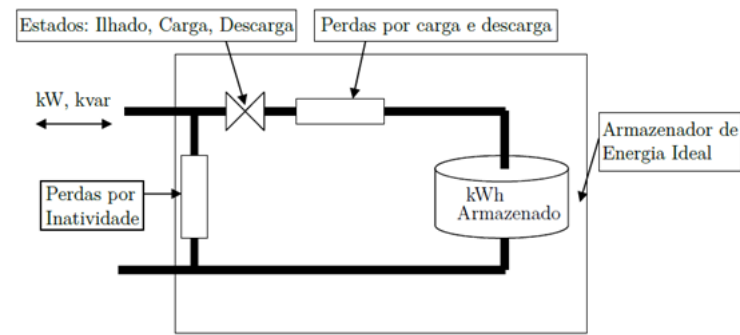 Estados: Ilhado, Carga, Descarga
Perdas por carga e descarga
kW, kvar
Armazenador de
Energia Ideal
Perdas por
Inatividade
kWh
Armazenado